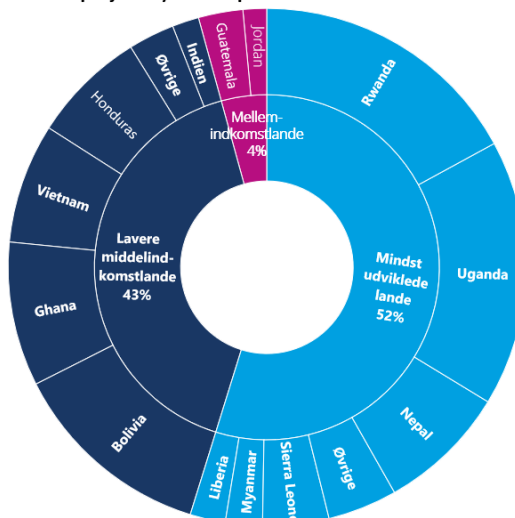 Rwanda
Uganda
Nepal
Øvrige
Sierra Leone
Myanmar
Liberia
Bolivia
Ghana
Vietnam
Honduras
Øvrige
Indien
Guatemala
Jordan
Mellem-
indkomstlande
4%
Lavere
middelind-
komstlande
43%
Mindst
udviklede
lande
52%